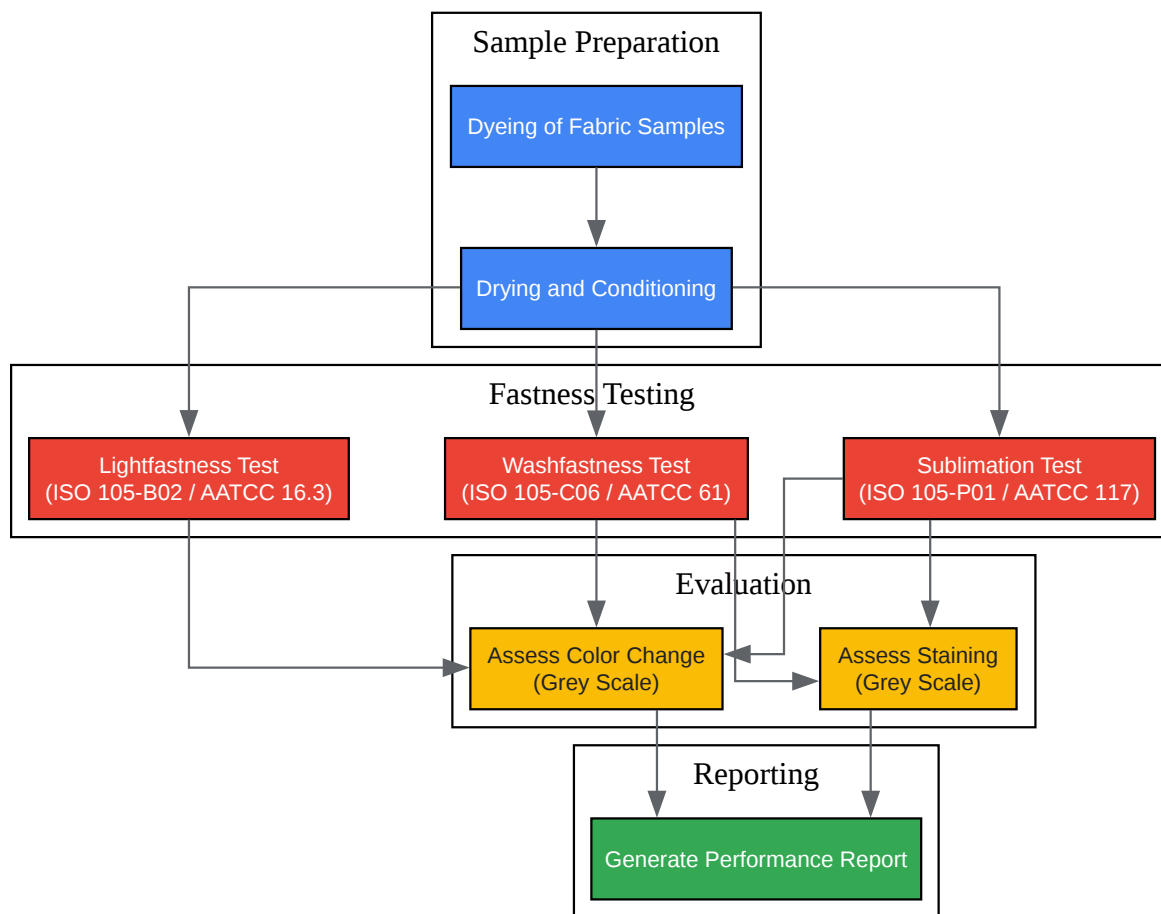 Sample Preparation
Dyeing of Fabric Samples
Drying and Conditioning
Fastness Testing
Lightfastness Test
(ISO 105-B02 / AATCC 16.3)
Washfastness Test
(ISO 105-C06 / AATCC 61)
Sublimation Test
(ISO 105-P01 / AATCC 117)
Evaluation
Assess Color Change
(Grey Scale)
Assess Staining
(Grey Scale)
Reporting
Generate Performance Report